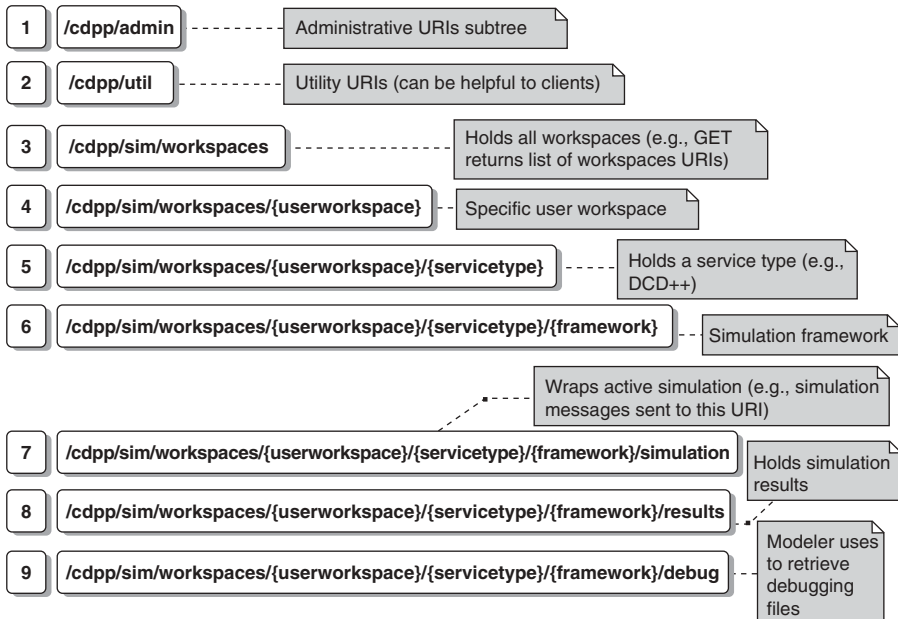 1 /cdpp/admin Administrative URIs subtree
2 /cdpp/util Utility URIs (can be helpful to clients)
3 /cdpp/sim/workspaces Holds all workspaces (e.g., GET
returns list of workspaces URIs)
4 /cdpp/sim/workspaces/{userworkspace} Specific user workspace
5 /cdpp/sim/workspaces/{userworkspace}/{servicetype} Holds a service type (e.g.,
DCD++)
6 /cdpp/sim/workspaces/{userworkspace}/{servicetype}/{framework} Simulation framework
Wraps active simulation (e.g., simulation
messages sent to this URI)
7 /cdpp/sim/workspaces/{userworkspace}/{servicetype}/{framework}/simulation
Holds simulation
results
8 /cdpp/sim/workspaces/{userworkspace}/{servicetype}/{framework}/results
9 /cdpp/sim/workspaces/{userworkspace}/{servicetype}/{framework}/debug
Modeler uses
to retrieve
debugging
files